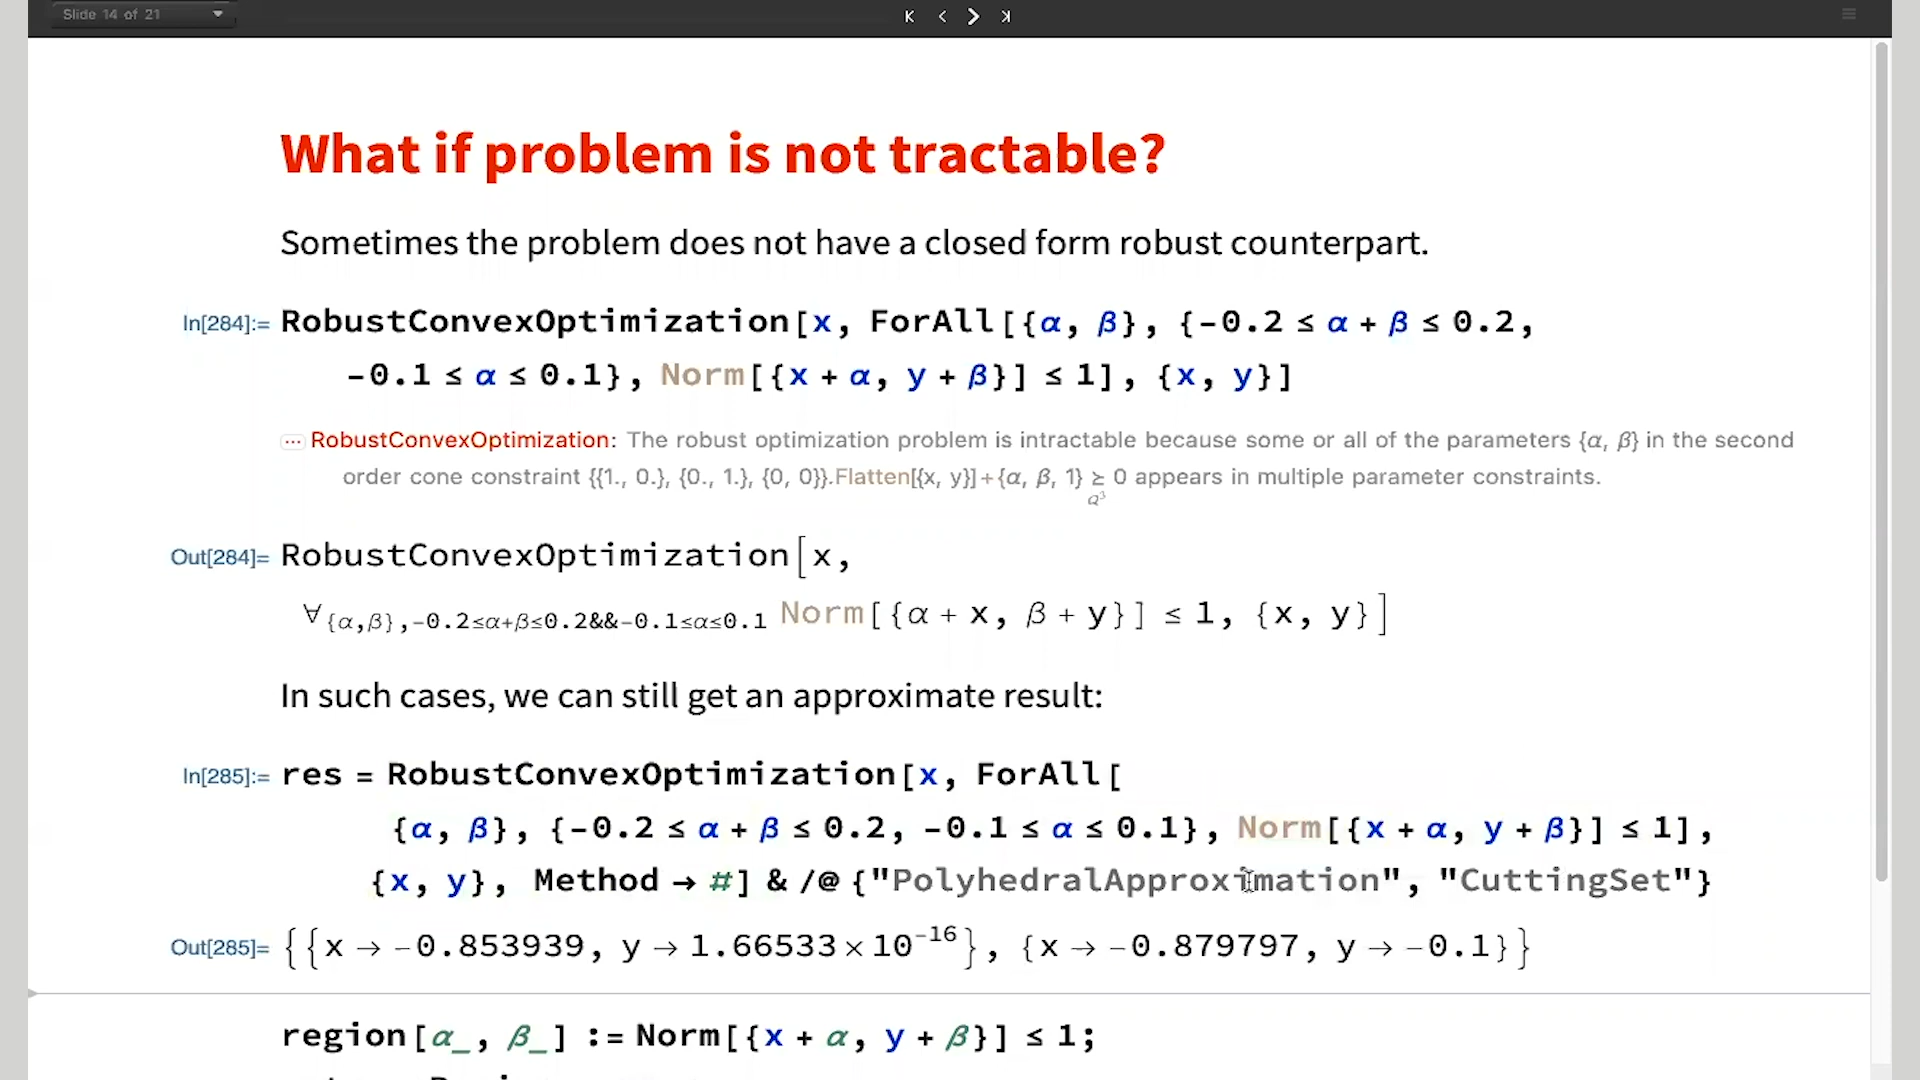 Slide 14 of 21
What if problem is not tractable?
Sometimes the problem does not have a closed form robust counterpart.
In[284]:= RobustConvexOptimization[x, ForAll[{α, β}, {-0.2 ≤ α + β ≤ 0.2,
-0.1 ≤ α ≤ 0.1}, Norm[{x + α, y + β}] ≤ 1], {x, y}]
··· RobustConvexOptimization: The robust optimization problem is intractable because some or all of the parameters {α, β} in the second
order cone constraint {{1., 0.}, {0., 1.}, {0, 0}}.Flatten[{x, y}]+{α, β, 1} ⪰ 0 appears in multiple parameter constraints.
Q³
Out[284]= RobustConvexOptimization[x,
∀{α,β},-0.2≤α+β≤0.2&&-0.1≤α≤0.1 Norm[{α + x, β + y}] ≤ 1, {x, y}]
In such cases, we can still get an approximate result:
In[285]:= res = RobustConvexOptimization[x, ForAll[
{α, β}, {-0.2 ≤ α + β ≤ 0.2, -0.1 ≤ α ≤ 0.1}, Norm[{x + α, y + β}] ≤ 1],
{x, y}, Method → #] & /@ {"PolyhedralApproximation", "CuttingSet"}
Out[285]= {{x → -0.853939, y → 1.66533×10⁻¹⁶}, {x → -0.879797, y → -0.1}}
region[α_, β_] := Norm[{x + α, y + β}] ≤ 1;